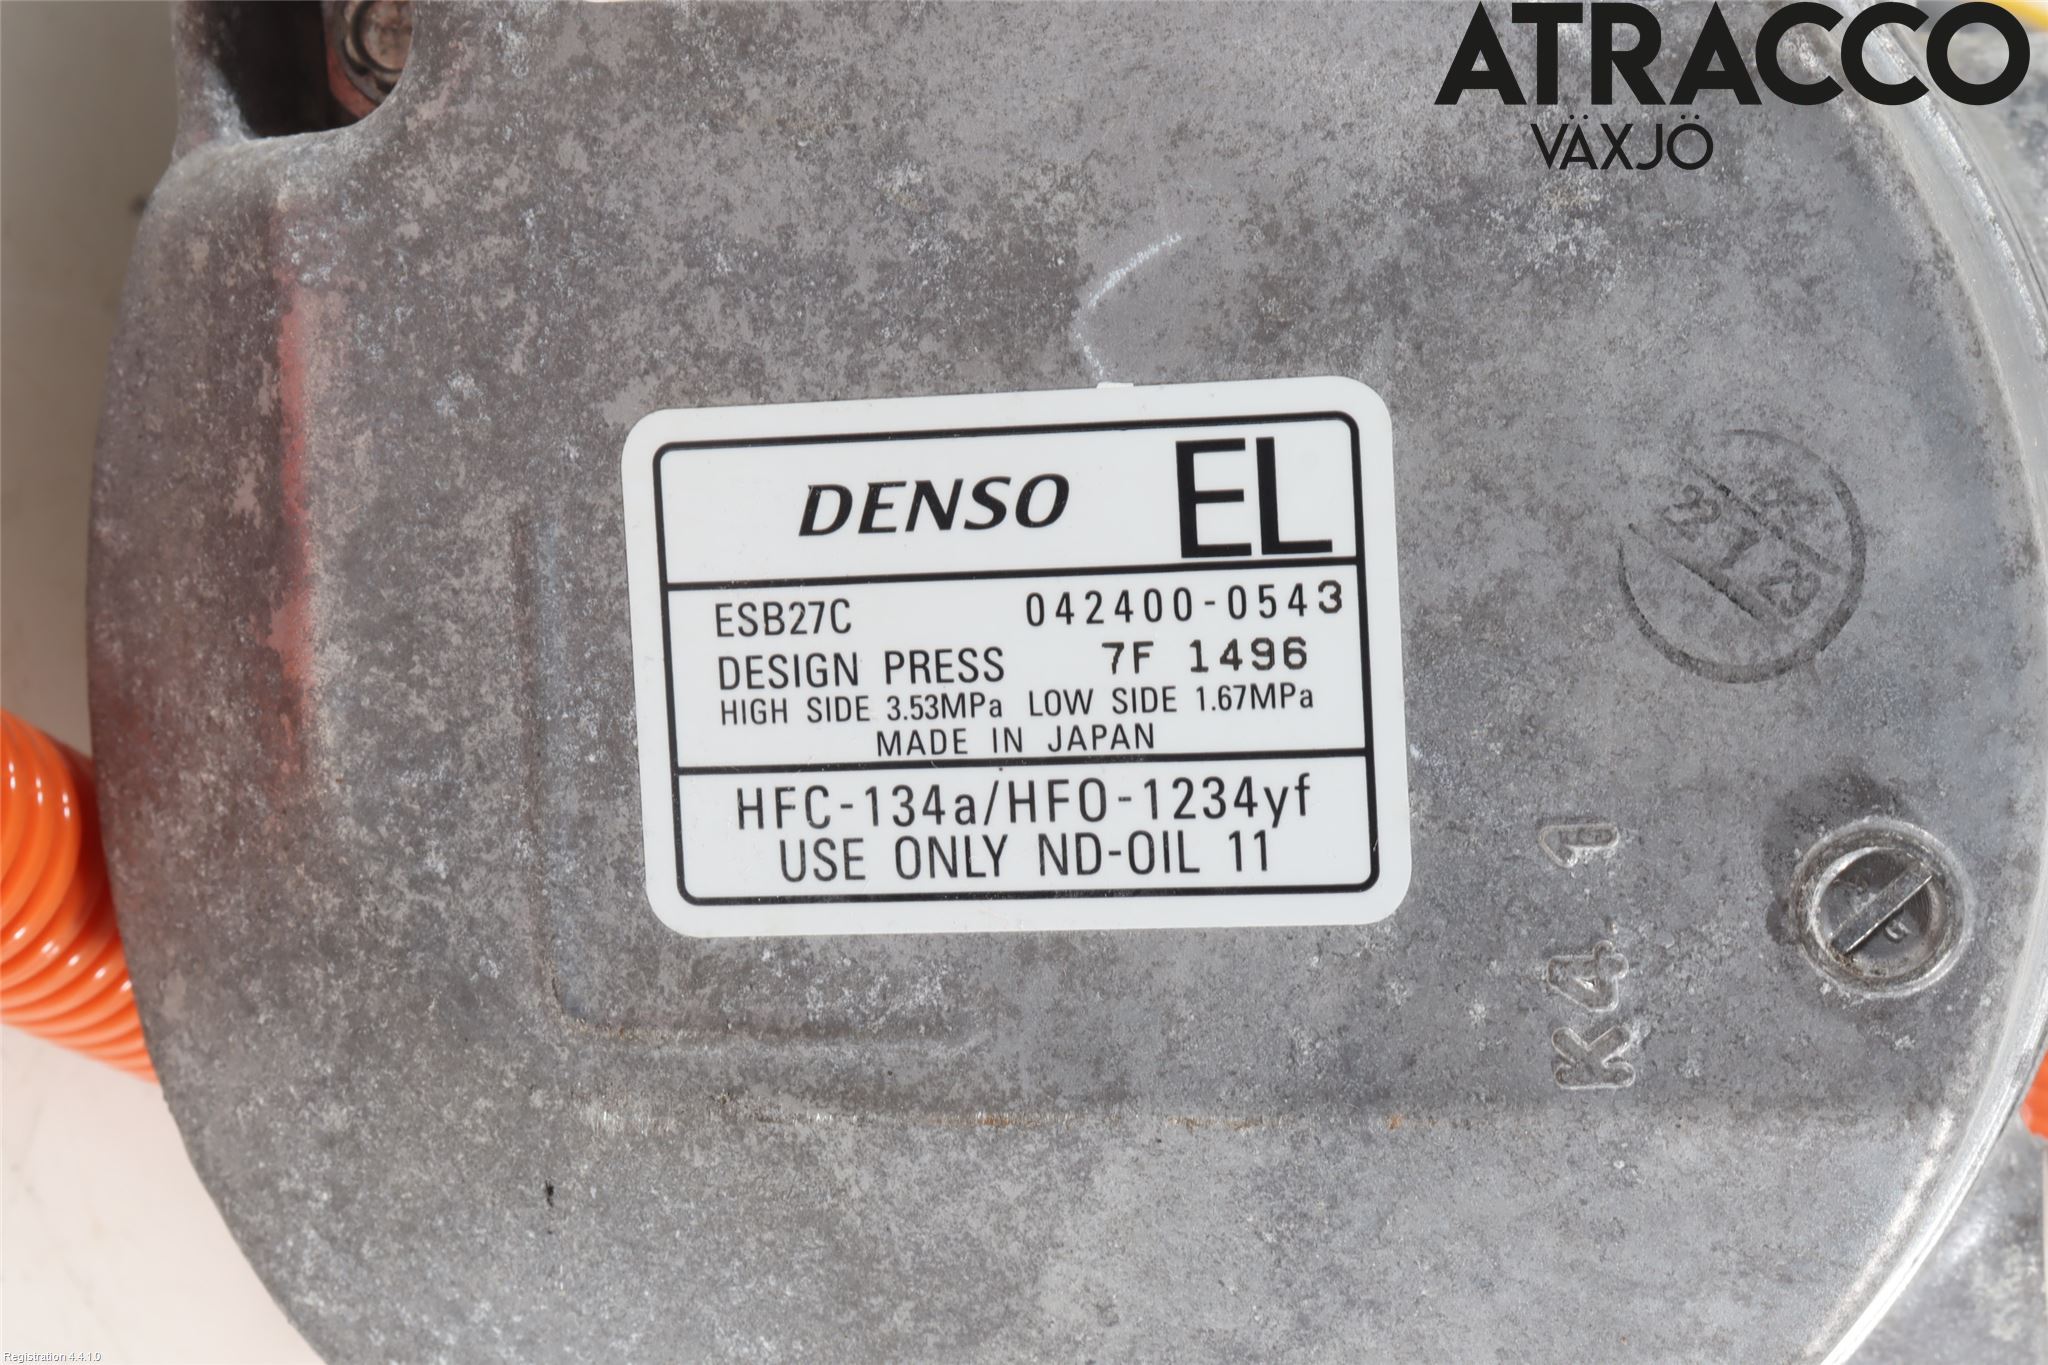 ATRACCO
VÄXJÖ
DENSO EL
ESB27C 042400-0543
DESIGN PRESS 7F 1496
HIGH SIDE 3.53MPa LOW SIDE 1.67MPa
MADE IN JAPAN
HFC-134a/HFO-1234yf
USE ONLY ND-OIL 11
K4.1
Registration 4.4.1.0